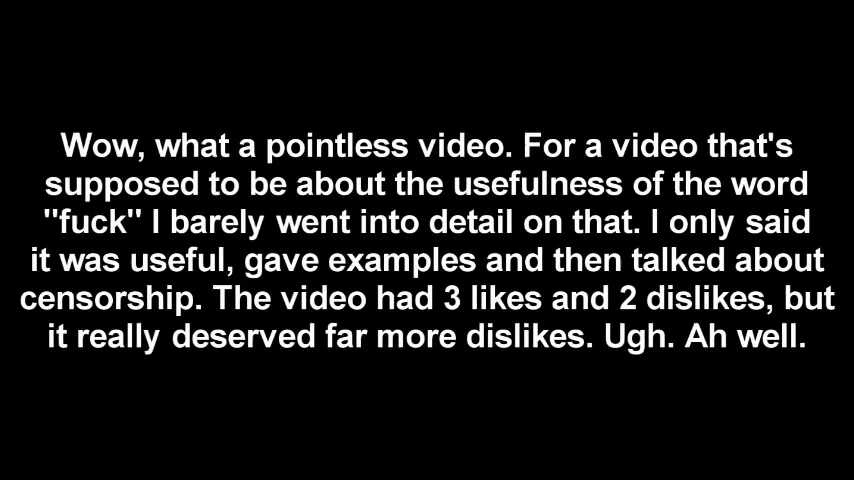 Wow, what a pointless video. For a video that's
supposed to be about the usefulness of the word
"fuck" I barely went into detail on that. I only said
it was useful, gave examples and then talked about
censorship. The video had 3 likes and 2 dislikes, but
it really deserved far more dislikes. Ugh. Ah well.